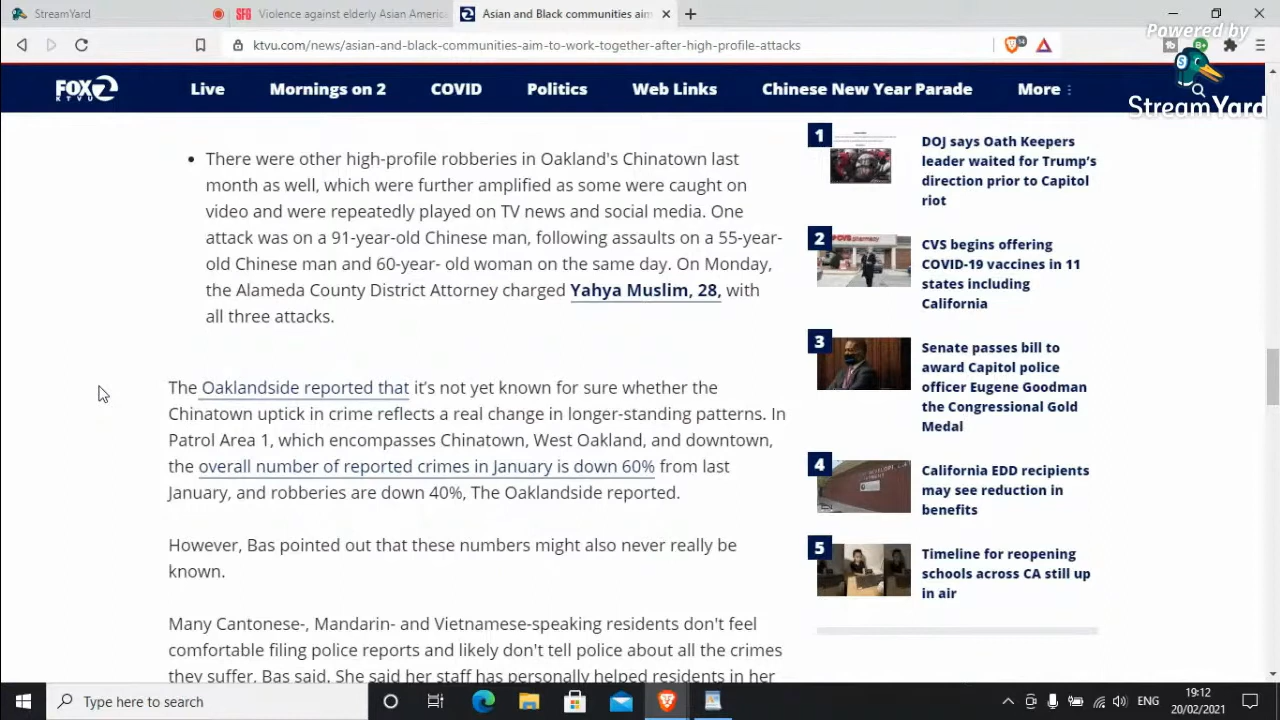 StreamYard
SFG Violence against elderly Asian America
2 Asian and Black communities aim
ktvu.com/news/asian-and-black-communities-aim-to-work-together-after-high-profile-attacks
14
Powered by
StreamYard
FOX 2
KTVU
Live
Mornings on 2
COVID
Politics
Web Links
Chinese New Year Parade
More
• There were other high-profile robberies in Oakland's Chinatown last
month as well, which were further amplified as some were caught on
video and were repeatedly played on TV news and social media. One
attack was on a 91-year-old Chinese man, following assaults on a 55-year-
old Chinese man and 60-year- old woman on the same day. On Monday,
the Alameda County District Attorney charged Yahya Muslim, 28, with
all three attacks.
The Oaklandside reported that it's not yet known for sure whether the
Chinatown uptick in crime reflects a real change in longer-standing patterns. In
Patrol Area 1, which encompasses Chinatown, West Oakland, and downtown,
the overall number of reported crimes in January is down 60% from last
January, and robberies are down 40%, The Oaklandside reported.
However, Bas pointed out that these numbers might also never really be
known.
Many Cantonese-, Mandarin- and Vietnamese-speaking residents don't feel
comfortable filing police reports and likely don't tell police about all the crimes
they suffer, Bas said. She said her staff has personally helped residents in her
1
DOJ says Oath Keepers
leader waited for Trump's
direction prior to Capitol
riot
2
CVS pharmacy
CVS begins offering
COVID-19 vaccines in 11
states including
California
3
Senate passes bill to
award Capitol police
officer Eugene Goodman
the Congressional Gold
Medal
4
California EDD recipients
may see reduction in
benefits
5
Timeline for reopening
schools across CA still up
in air
Type here to search
ENG
19:12
20/02/2021